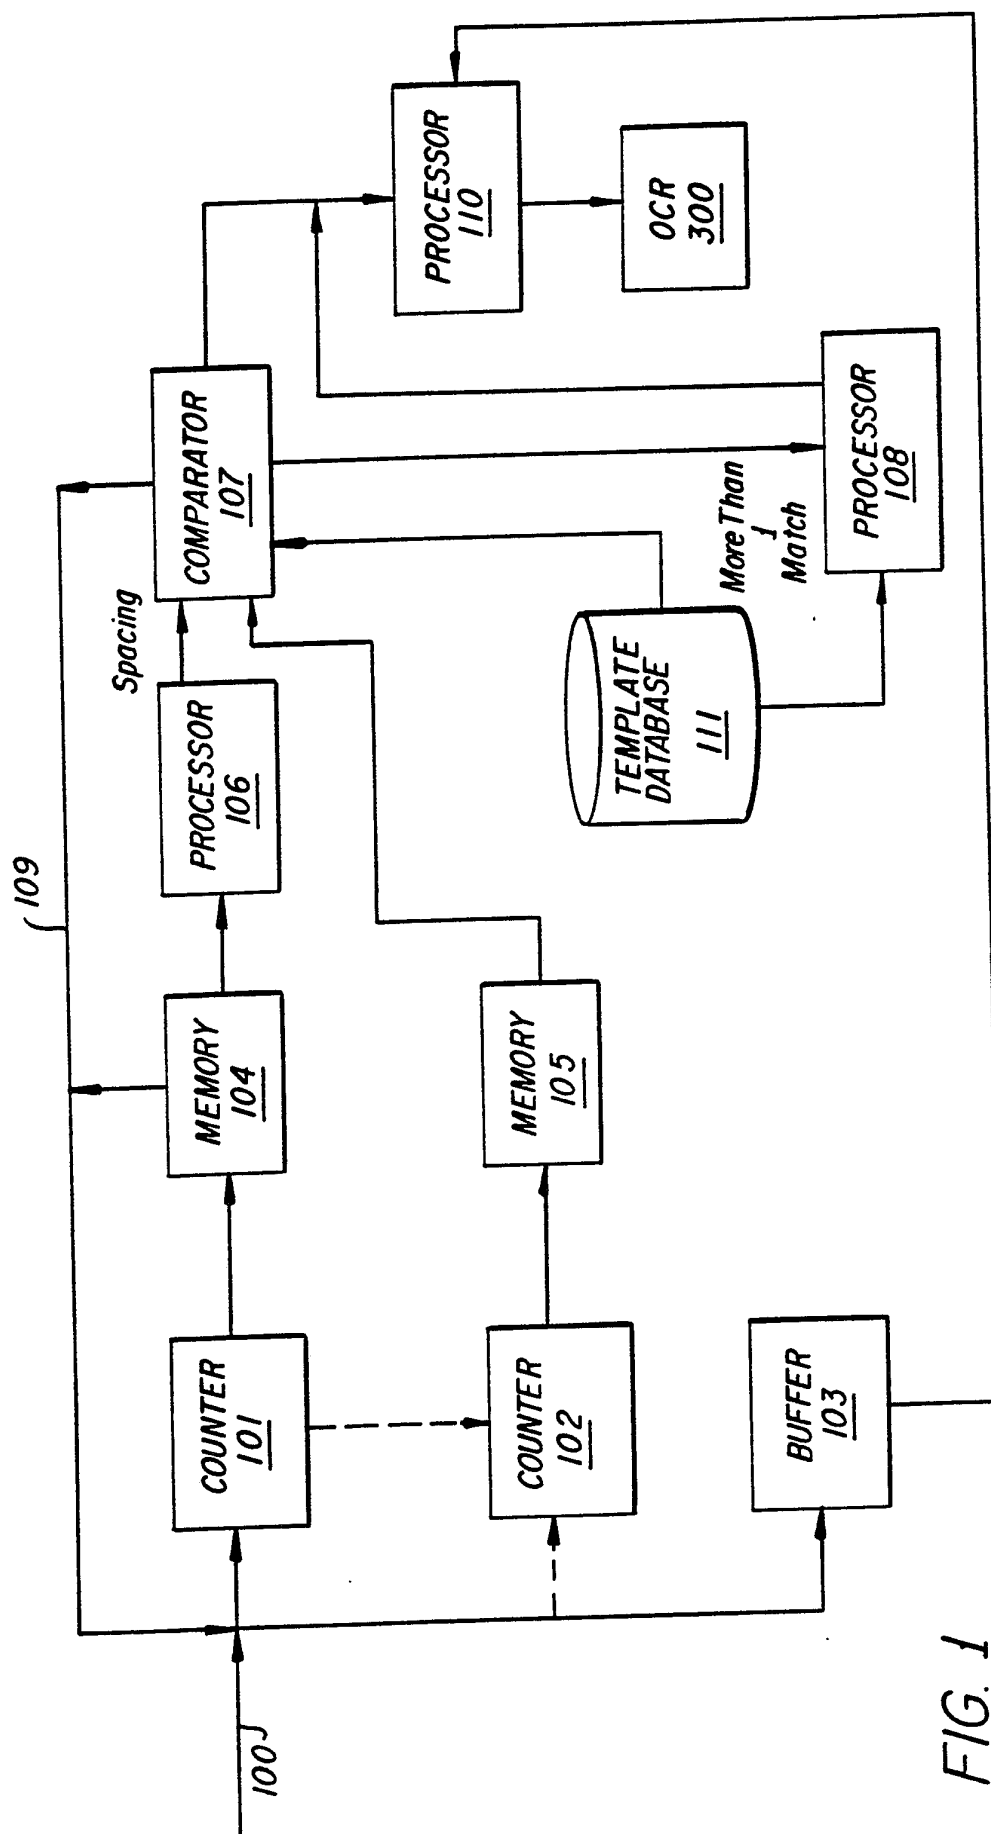 109
Spacing
COUNTER
101
MEMORY
104
PROCESSOR
106
COMPARATOR
107
PROCESSOR
110
OCR
300
COUNTER
102
MEMORY
105
TEMPLATE
DATABASE
111
More Than
1
Match
PROCESSOR
108
BUFFER
103
100
FIG. 1